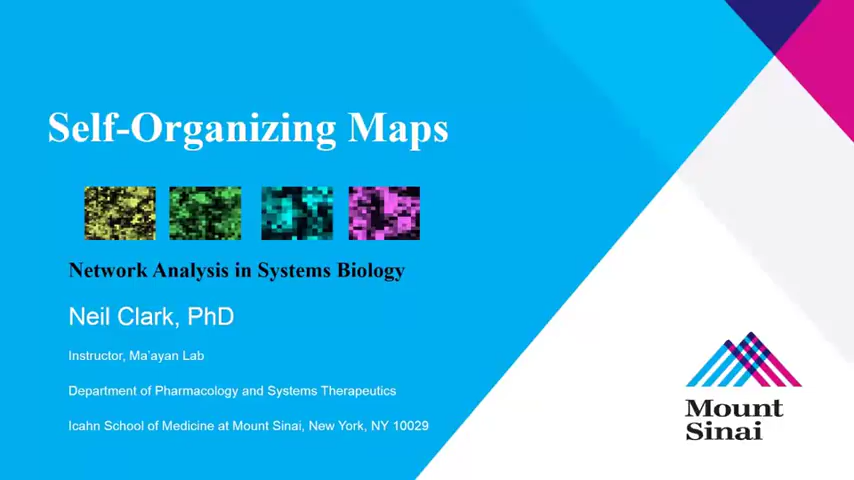 Self-Organizing Maps
Network Analysis in Systems Biology
Neil Clark, PhD
Instructor, Ma'ayan Lab
Department of Pharmacology and Systems Therapeutics
Icahn School of Medicine at Mount Sinai, New York, NY 10029
Mount
Sinai